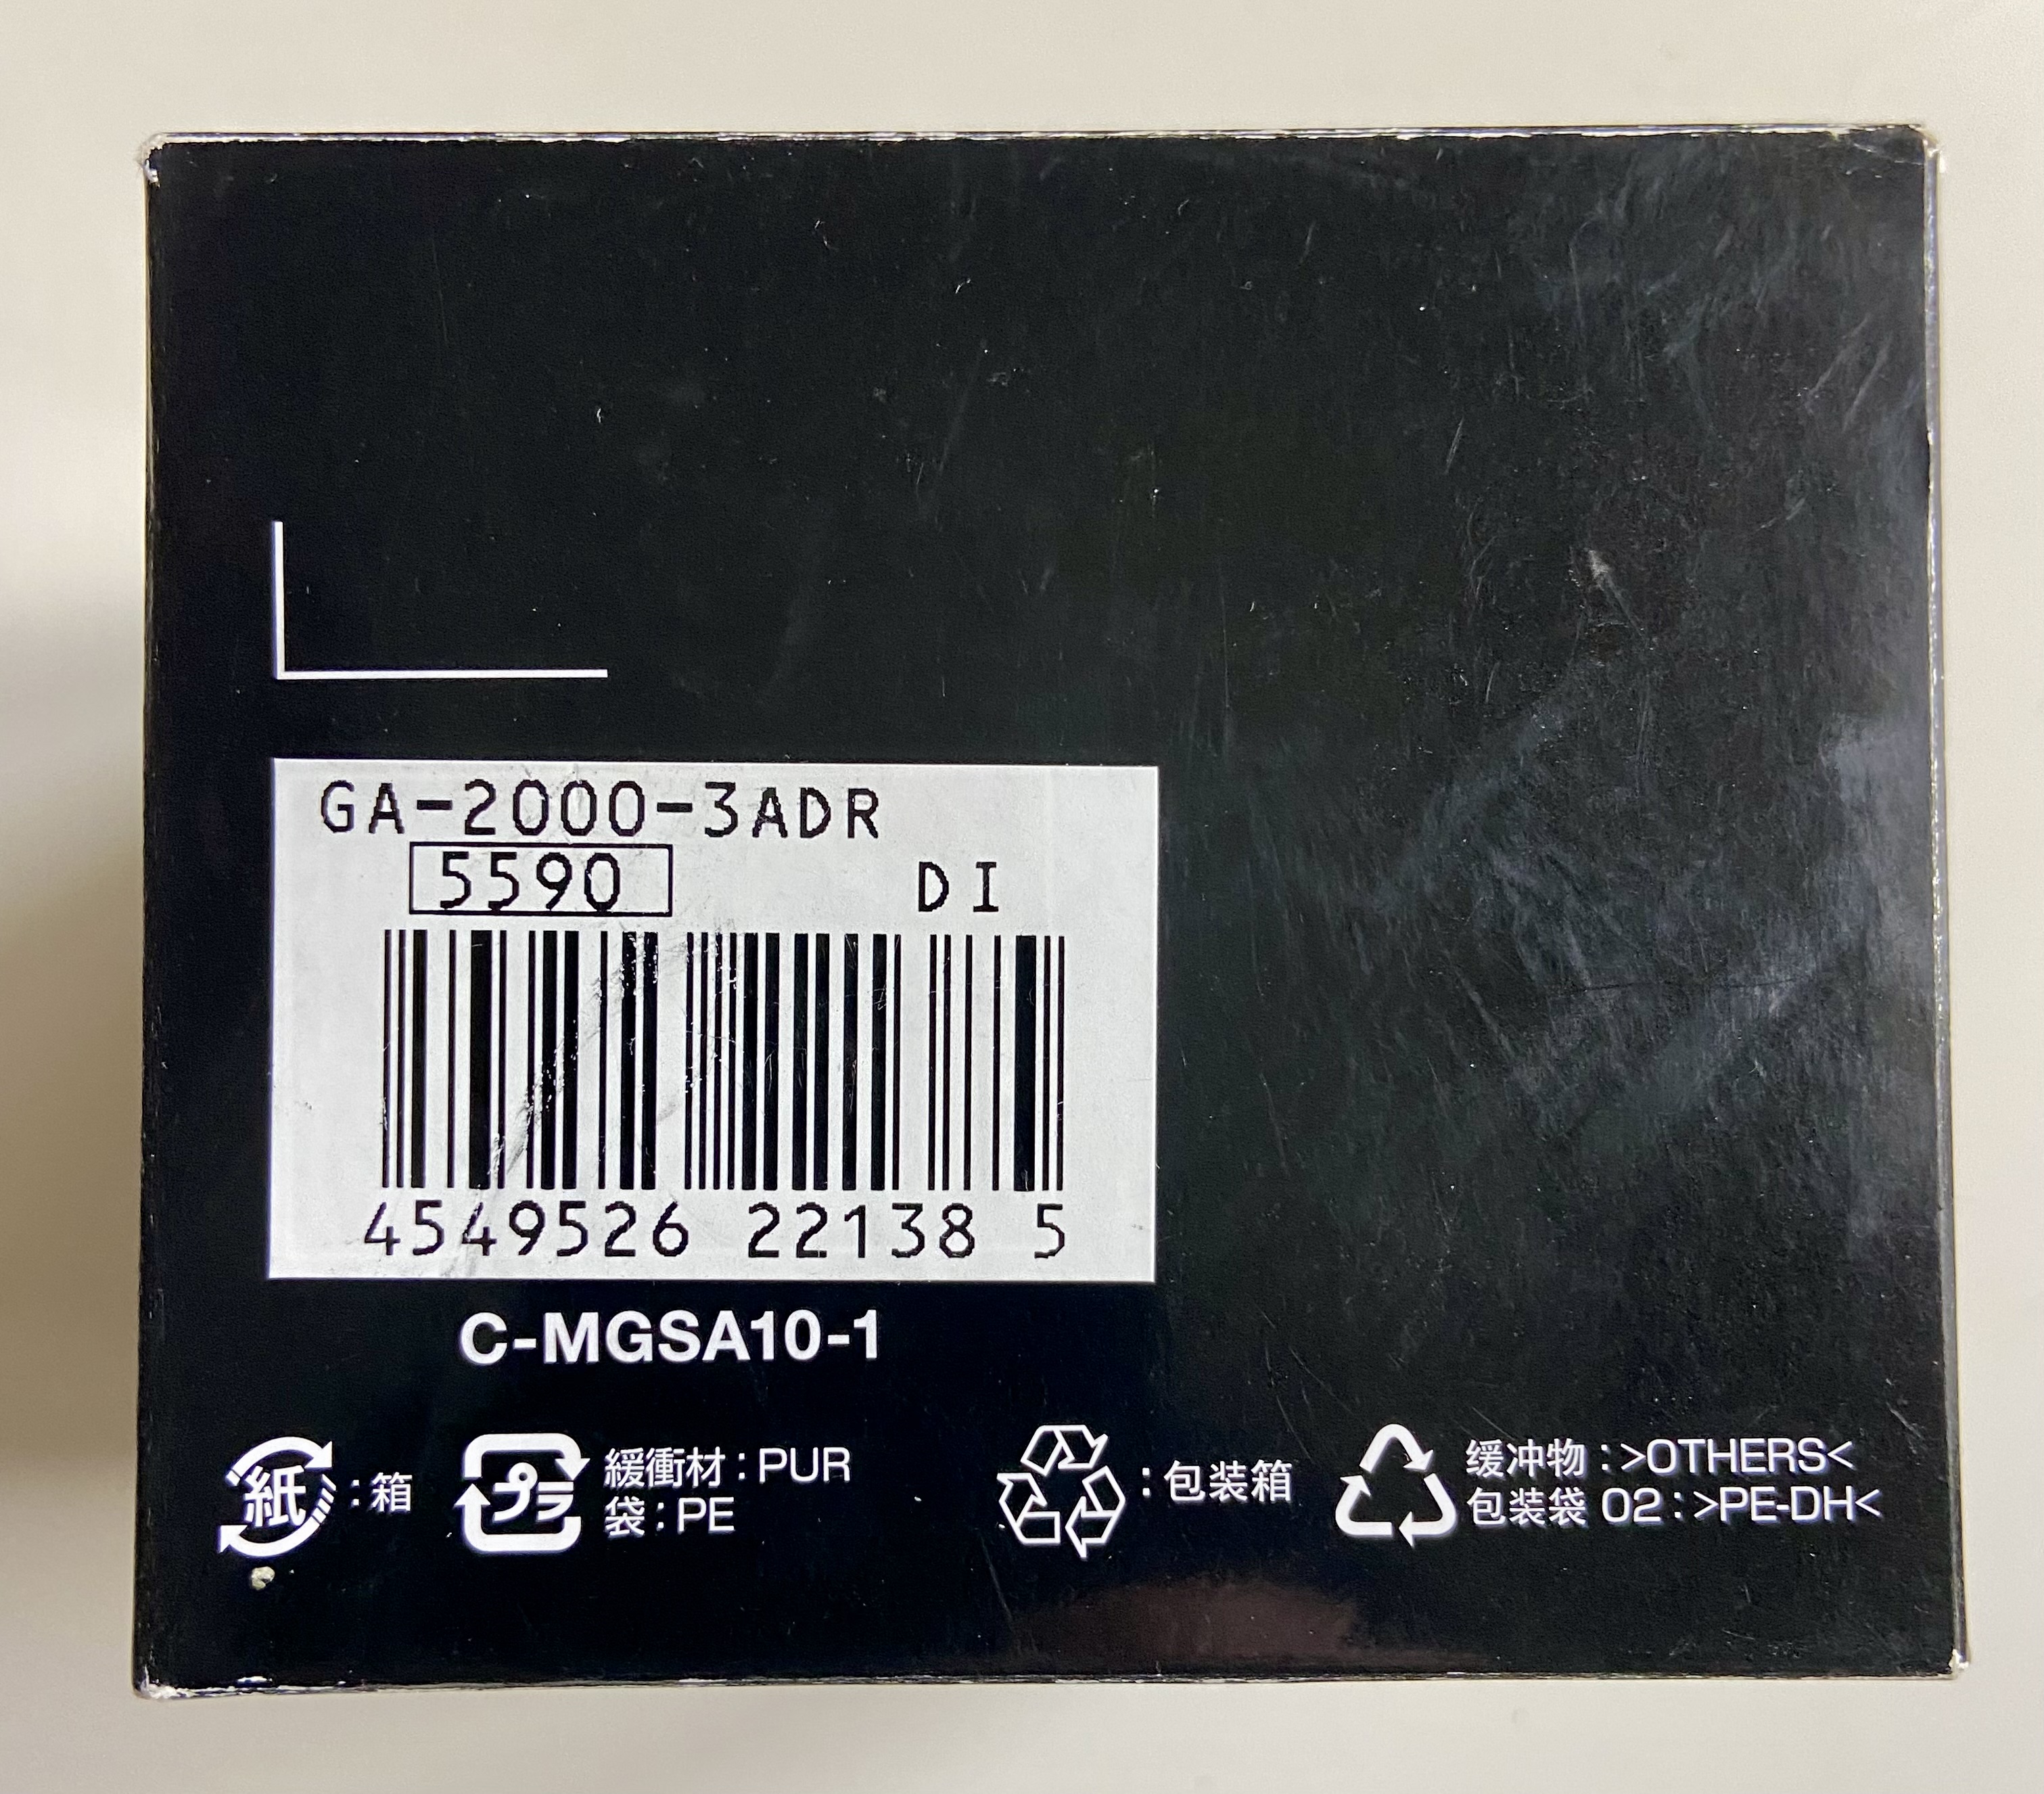 GA-2000-3ADR
5590 DI
4549526 22138 5
C-MGSA10-1
紙 : 箱
プラ 緩衝材 : PUR
袋 : PE
: 包装箱
缓冲物 : >OTHERS<
包装袋 02 : >PE-DH<